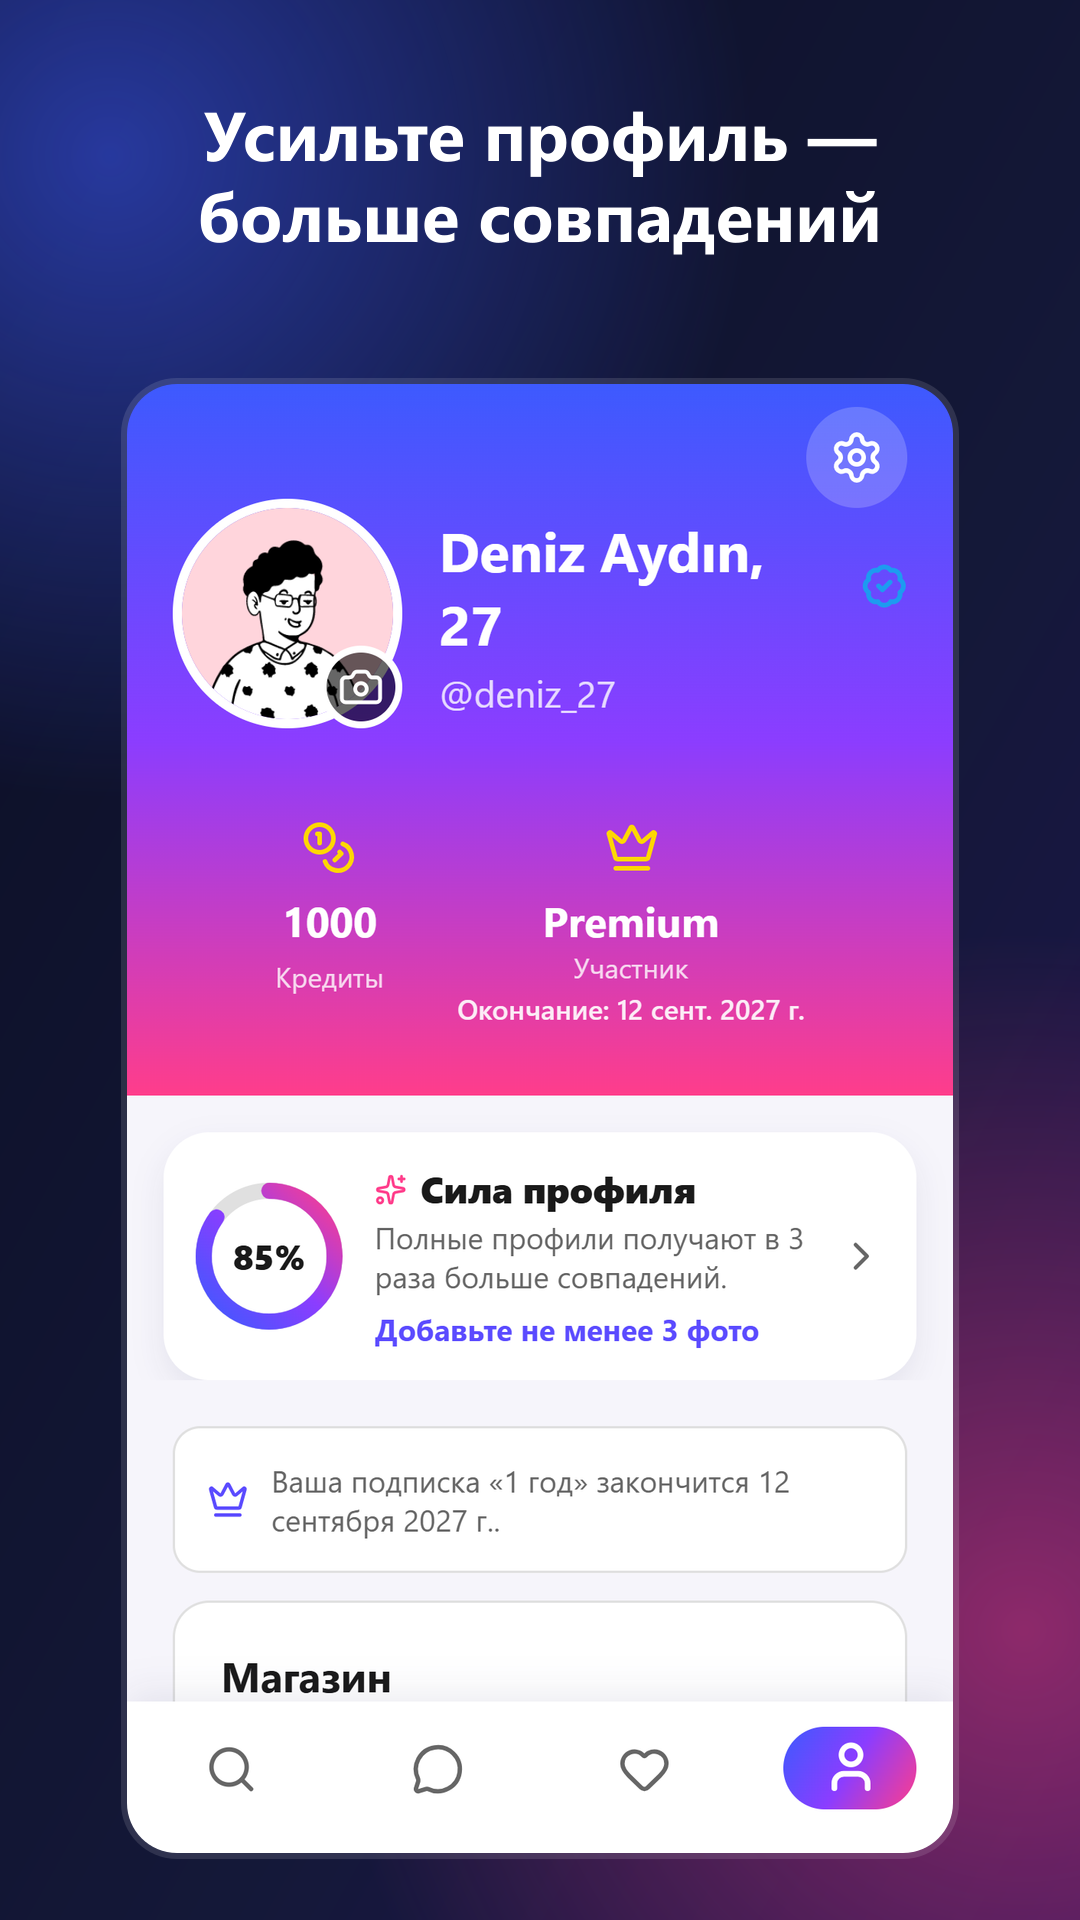 Усильте профиль —
больше совпадений
Deniz Aydın,
27
@deniz_27
1000
Кредиты
Premium
Участник
Окончание: 12 сент. 2027 г.
85%
Сила профиля
Полные профили получают в 3
раза больше совпадений.
Добавьте не менее 3 фото
Ваша подписка «1 год» закончится 12
сентября 2027 г..
Магазин